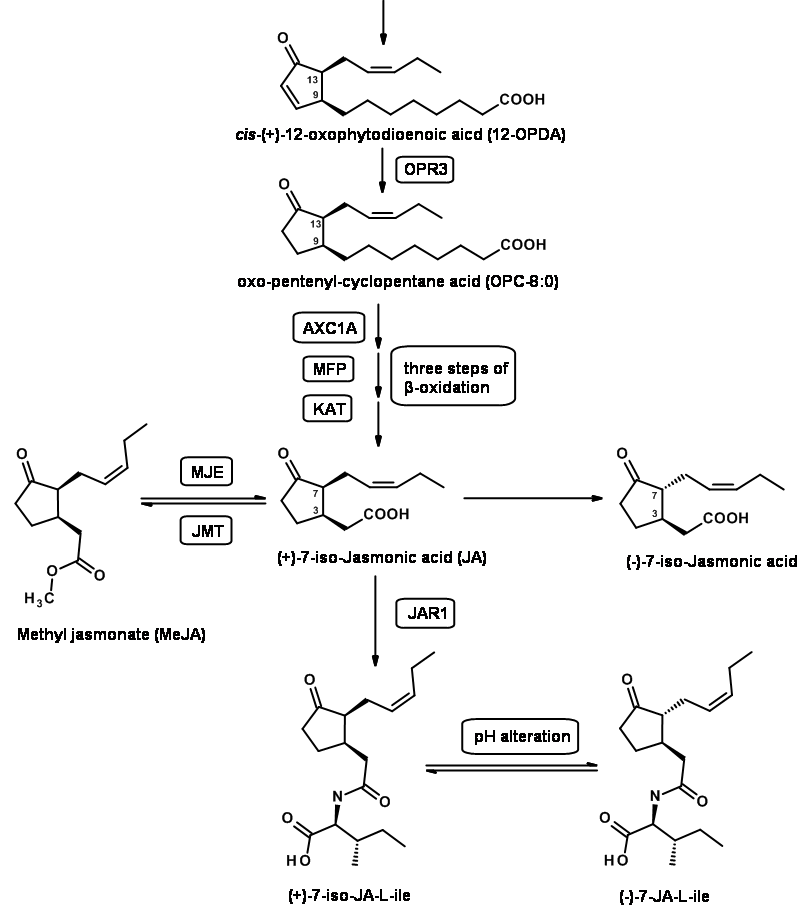 O
13
9
COOH
cis-(+)-12-oxophytodioenoic aicd (12-OPDA)
OPR3
O
13
9
COOH
oxo-pentenyl-cyclopentane acid (OPC-8:0)
AXC1A
MFP
KAT
three steps of
β-oxidation
O
O
O
H3C
Methyl jasmonate (MeJA)
MJE
JMT
O
7
3
COOH
(+)-7-iso-Jasmonic acid (JA)
O
7
3
COOH
(-)-7-iso-Jasmonic acid
JAR1
O
N
O
O
HO
(+)-7-iso-JA-L-ile
pH alteration
O
N
O
O
HO
(-)-7-JA-L-ile